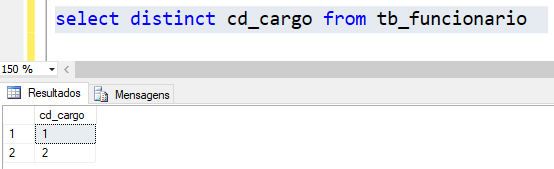 select distinct cd_cargo from tb_funcionario
150 %
Resultados Mensagens
cd_cargo
1 1
2 2